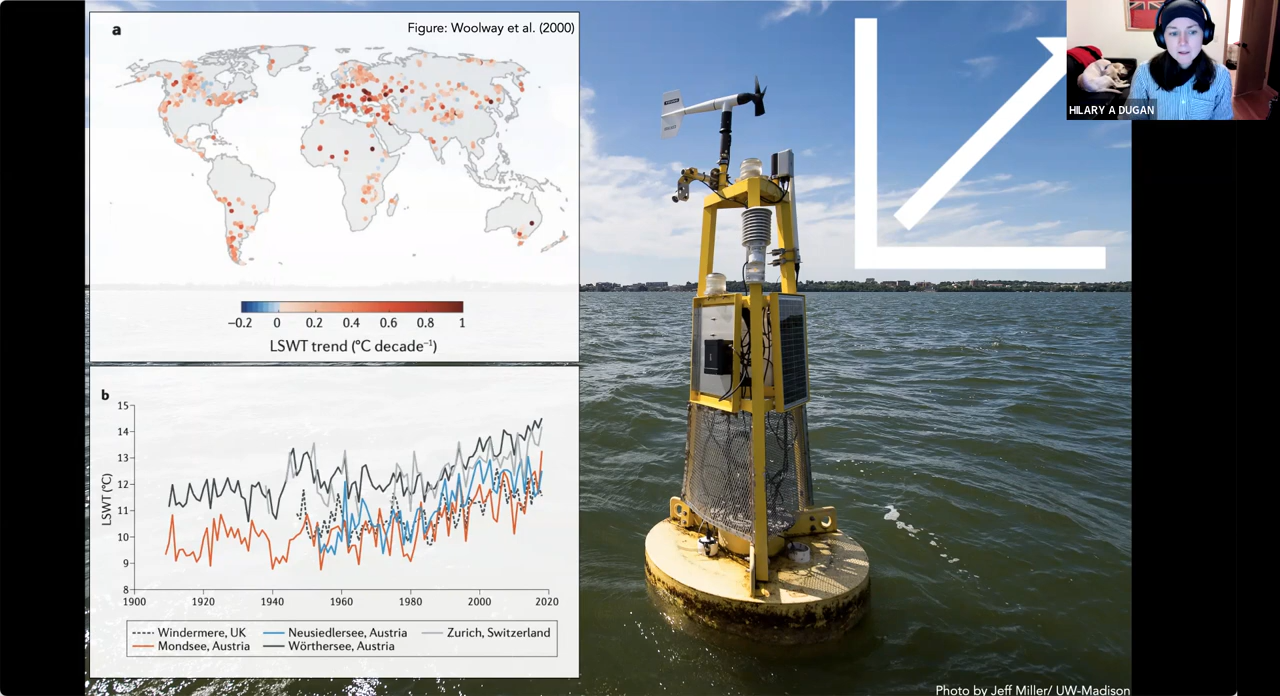 a
Figure: Woolway et al. (2000)
−0.2 0 0.2 0.4 0.6 0.8 1
LSWT trend (°C decade⁻¹)
b
15
14
13
12
11
10
9
8
LSWT (°C)
1900 1920 1940 1960 1980 2000 2020
Windermere, UK Neusiedlersee, Austria Zurich, Switzerland
Mondsee, Austria Wörthersee, Austria
HILARY A DUGAN
Photo by Jeff Miller/ UW-Madison